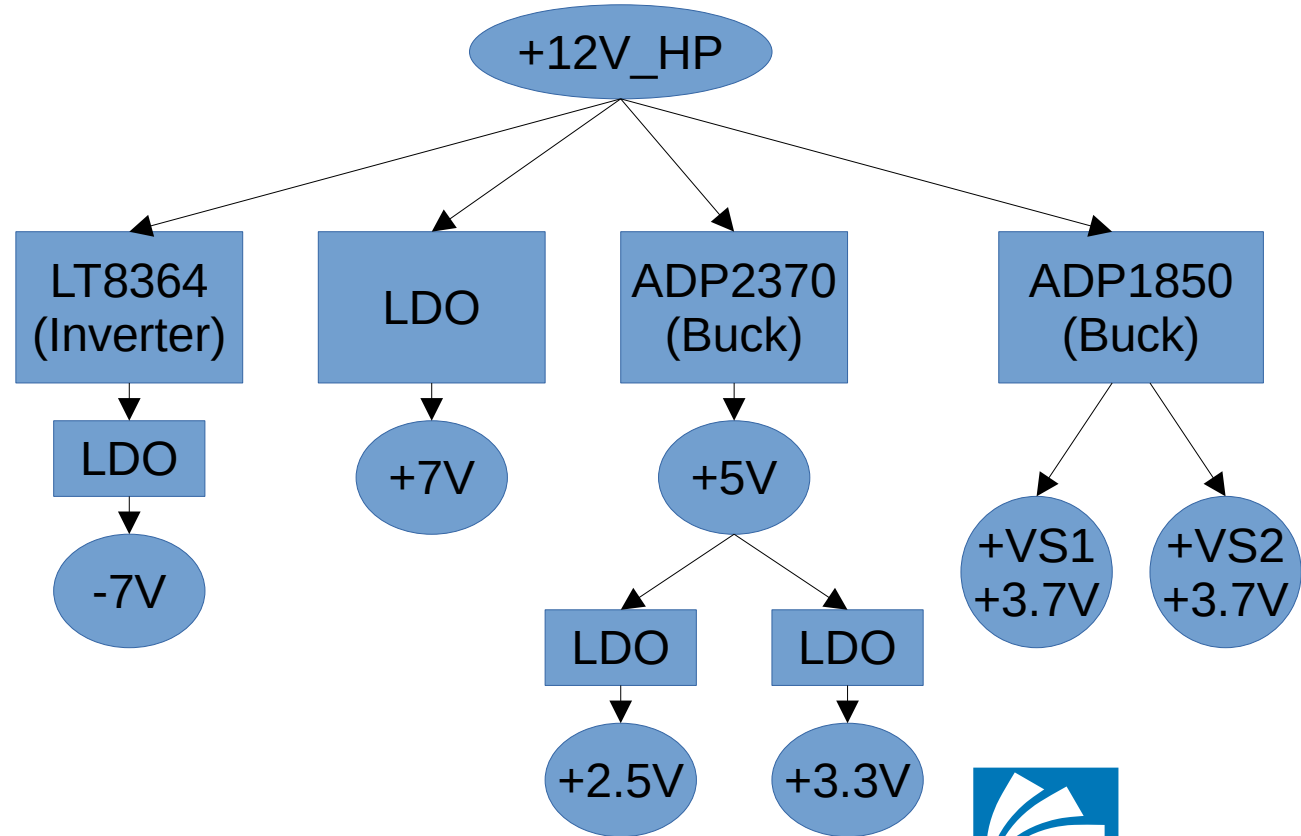 +12V_HP
LT8364
(Inverter)
LDO
ADP2370
(Buck)
ADP1850
(Buck)
LDO
+7V
+5V
+VS1
+3.7V
+VS2
+3.7V
-7V
LDO
LDO
+2.5V
+3.3V